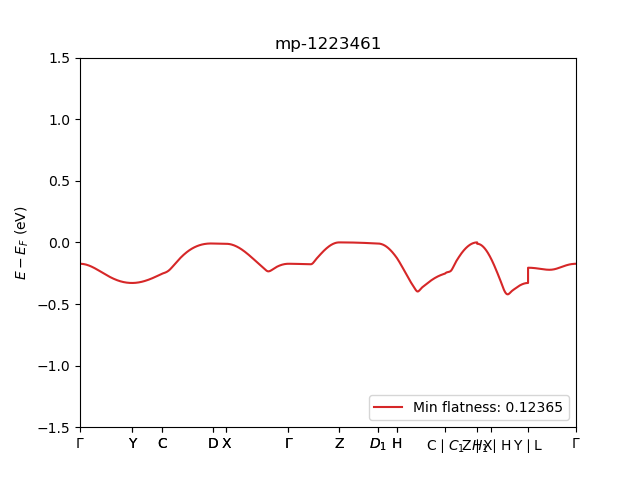 mp-1223461
1.5
1.0
0.5
0.0
−0.5
−1.0
−1.5
E − E_F (eV)
Min flatness: 0.12365
Γ Y C D X Γ Z D₁ H C | C₁ Z X | H Y | L Γ